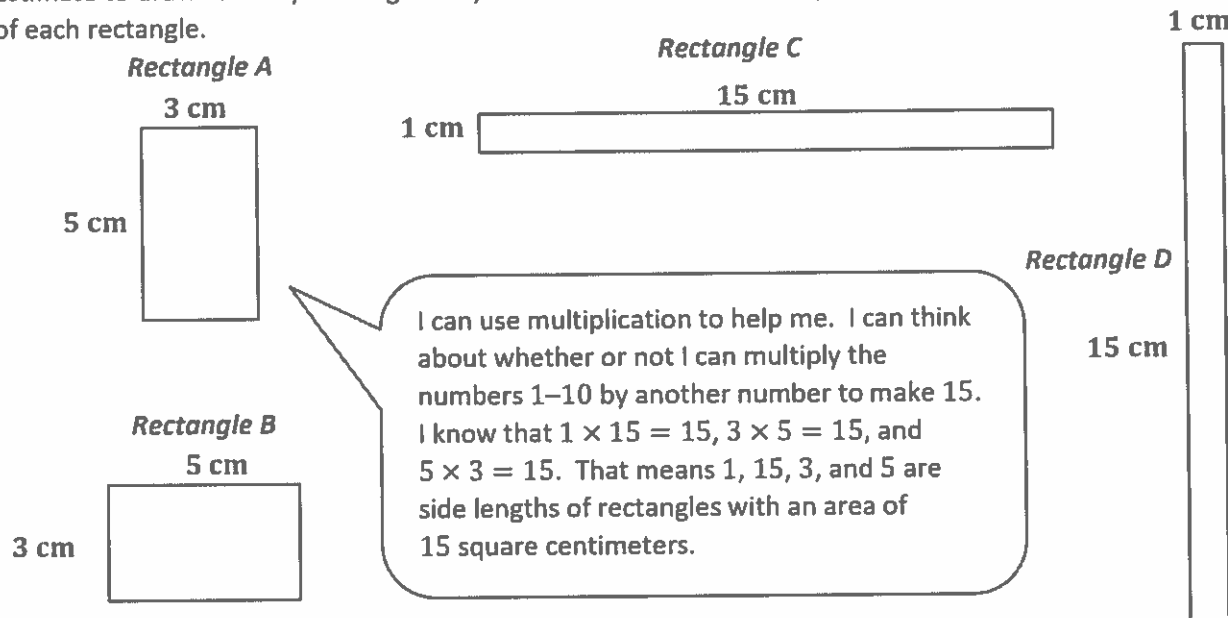 of each rectangle.
1 cm
Rectangle A
3 cm
5 cm
Rectangle C
15 cm
1 cm
Rectangle D
15 cm
I can use multiplication to help me. I can think
about whether or not I can multiply the
numbers 1–10 by another number to make 15.
I know that 1 × 15 = 15, 3 × 5 = 15, and
5 × 3 = 15. That means 1, 15, 3, and 5 are
side lengths of rectangles with an area of
15 square centimeters.
Rectangle B
5 cm
3 cm